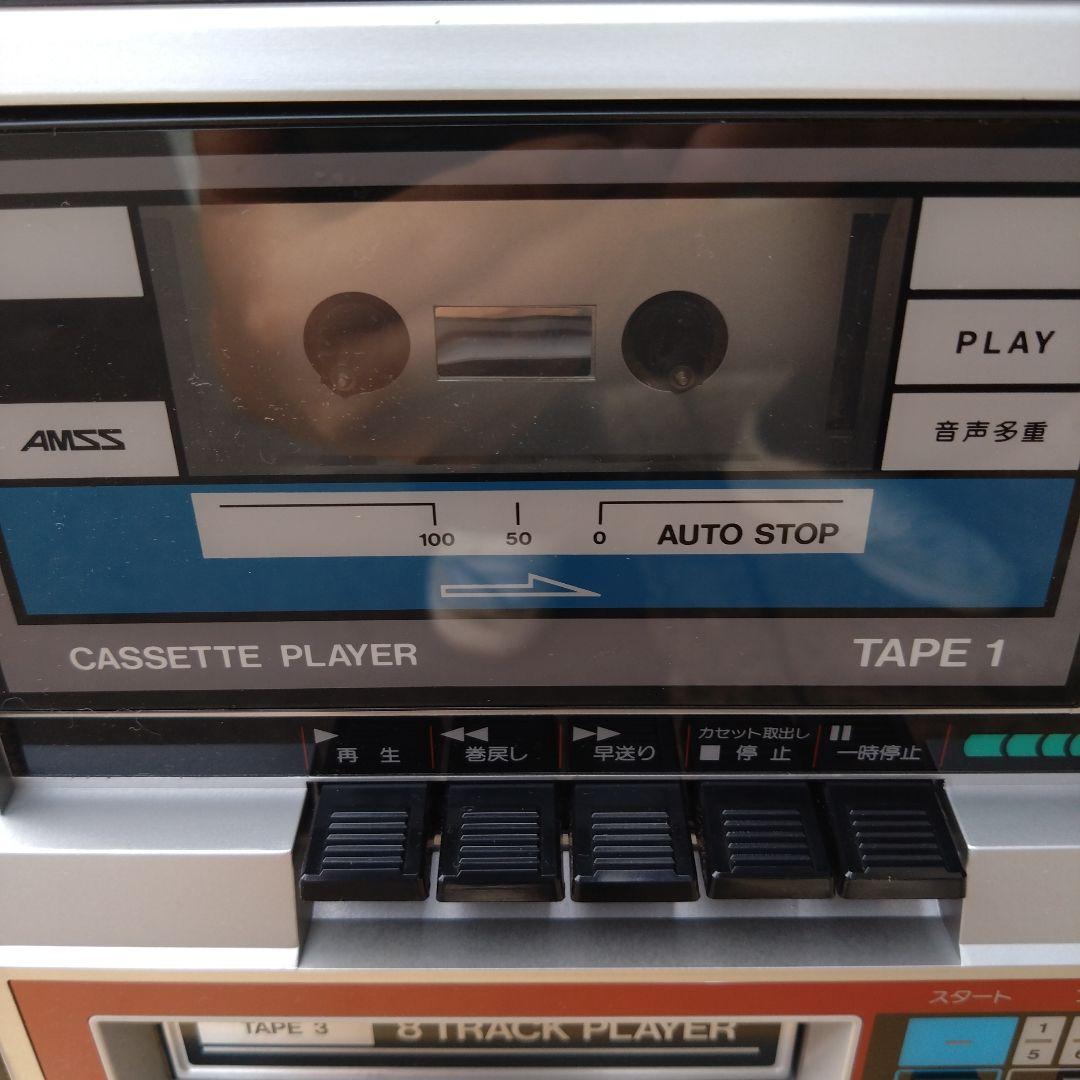 PLAY
AMSS
音声多重
100 50 0 AUTO STOP
CASSETTE PLAYER
TAPE 1
再生
巻戻し
早送り
カセット取出し
停止
一時停止
スタート
TAPE 3
8 TRACK PLAYER
1
5